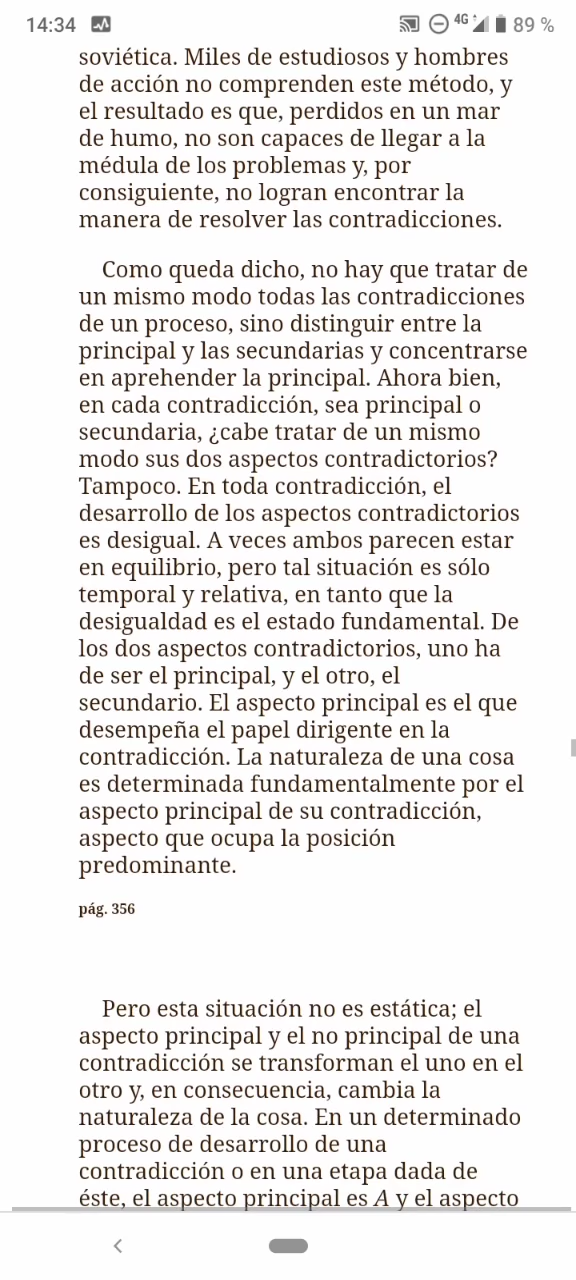 14:34
4G 89 %
soviética. Miles de estudiosos y hombres
de acción no comprenden este método, y
el resultado es que, perdidos en un mar
de humo, no son capaces de llegar a la
médula de los problemas y, por
consiguiente, no logran encontrar la
manera de resolver las contradicciones.
Como queda dicho, no hay que tratar de
un mismo modo todas las contradicciones
de un proceso, sino distinguir entre la
principal y las secundarias y concentrarse
en aprehender la principal. Ahora bien,
en cada contradicción, sea principal o
secundaria, ¿cabe tratar de un mismo
modo sus dos aspectos contradictorios?
Tampoco. En toda contradicción, el
desarrollo de los aspectos contradictorios
es desigual. A veces ambos parecen estar
en equilibrio, pero tal situación es sólo
temporal y relativa, en tanto que la
desigualdad es el estado fundamental. De
los dos aspectos contradictorios, uno ha
de ser el principal, y el otro, el
secundario. El aspecto principal es el que
desempeña el papel dirigente en la
contradicción. La naturaleza de una cosa
es determinada fundamentalmente por el
aspecto principal de su contradicción,
aspecto que ocupa la posición
predominante.
pág. 356
Pero esta situación no es estática; el
aspecto principal y el no principal de una
contradicción se transforman el uno en el
otro y, en consecuencia, cambia la
naturaleza de la cosa. En un determinado
proceso de desarrollo de una
contradicción o en una etapa dada de
éste, el aspecto principal es A y el aspecto